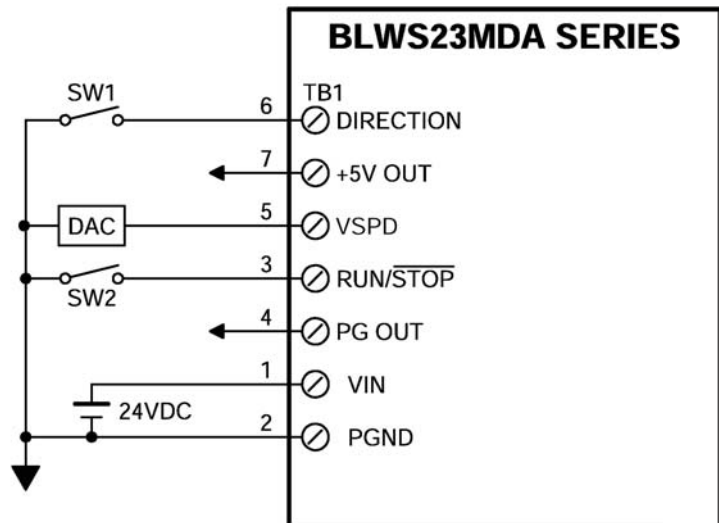 BLWS23MDA SERIES
SW1
6
TB1
DIRECTION
7
+5V OUT
DAC
5
VSPD
SW2
3
RUN/S̅T̅O̅P̅
4
PG OUT
1
VIN
24VDC
2
PGND